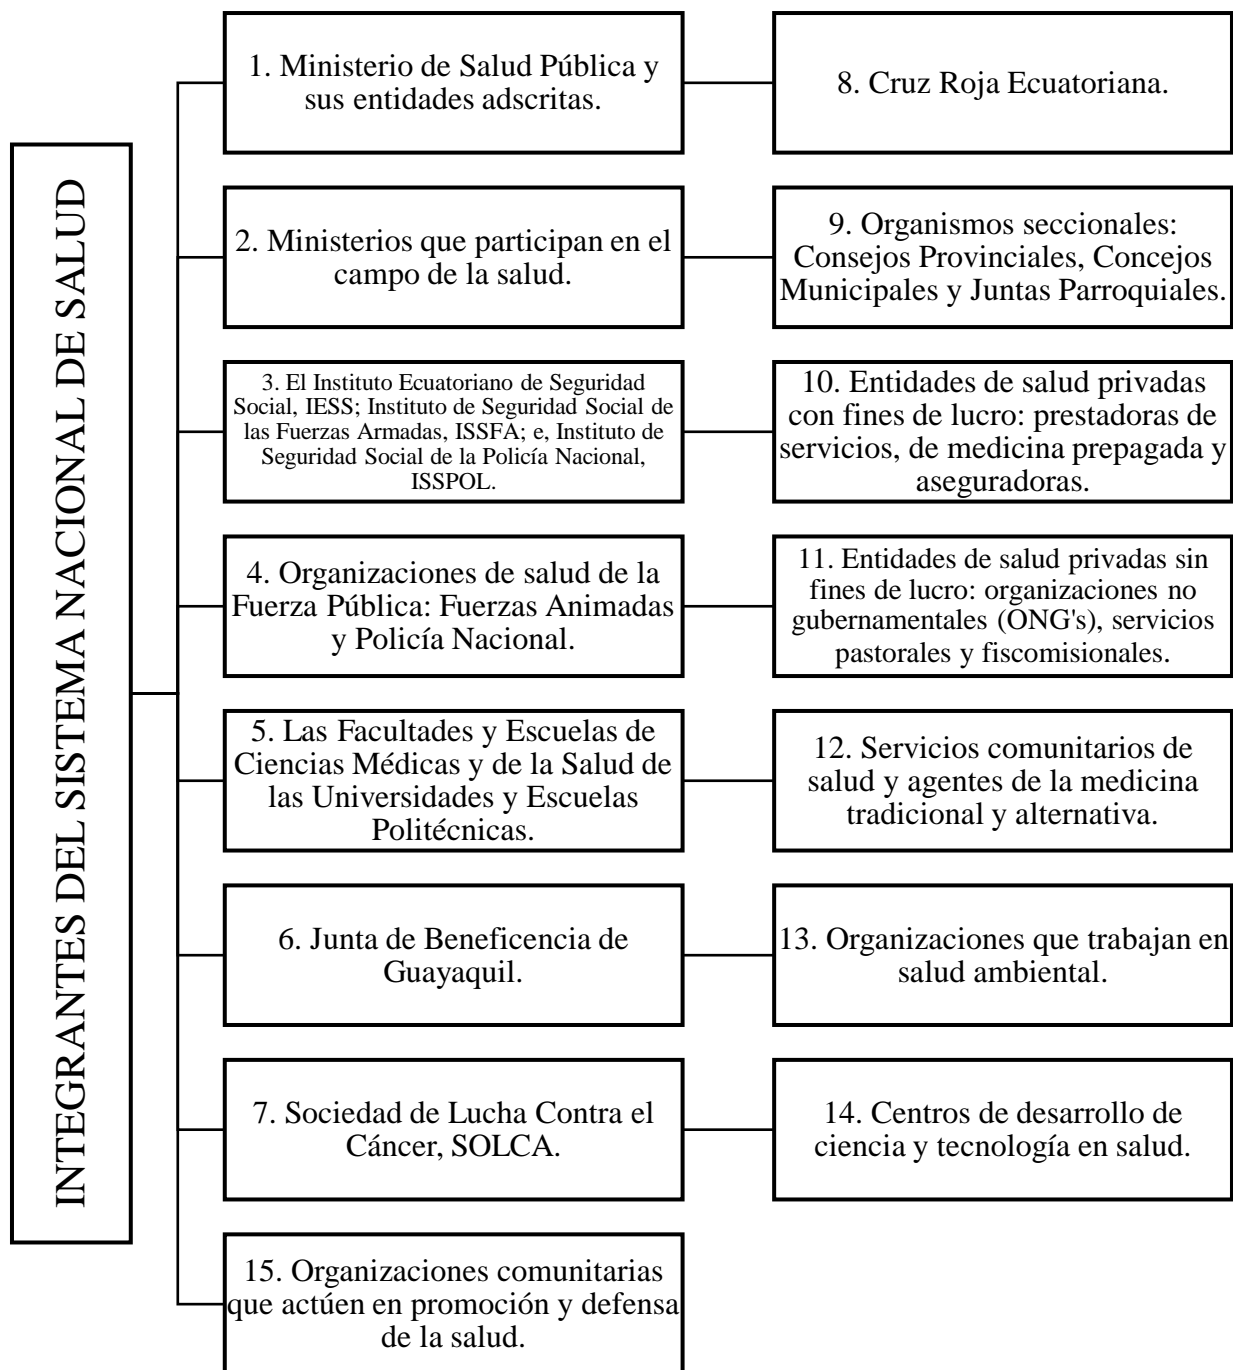 INTEGRANTES DEL SISTEMA NACIONAL DE SALUD
1. Ministerio de Salud Pública y
sus entidades adscritas.
8. Cruz Roja Ecuatoriana.
2. Ministerios que participan en el
campo de la salud.
9. Organismos seccionales:
Consejos Provinciales, Concejos
Municipales y Juntas Parroquiales.
3. El Instituto Ecuatoriano de Seguridad
Social, IESS; Instituto de Seguridad Social de
las Fuerzas Armadas, ISSFA; e, Instituto de
Seguridad Social de la Policía Nacional,
ISSPOL.
10. Entidades de salud privadas
con fines de lucro: prestadoras de
servicios, de medicina prepagada y
aseguradoras.
4. Organizaciones de salud de la
Fuerza Pública: Fuerzas Animadas
y Policía Nacional.
11. Entidades de salud privadas sin
fines de lucro: organizaciones no
gubernamentales (ONG's), servicios
pastorales y fiscomisionales.
5. Las Facultades y Escuelas de
Ciencias Médicas y de la Salud de
las Universidades y Escuelas
Politécnicas.
12. Servicios comunitarios de
salud y agentes de la medicina
tradicional y alternativa.
6. Junta de Beneficencia de
Guayaquil.
13. Organizaciones que trabajan en
salud ambiental.
7. Sociedad de Lucha Contra el
Cáncer, SOLCA.
14. Centros de desarrollo de
ciencia y tecnología en salud.
15. Organizaciones comunitarias
que actúen en promoción y defensa
de la salud.